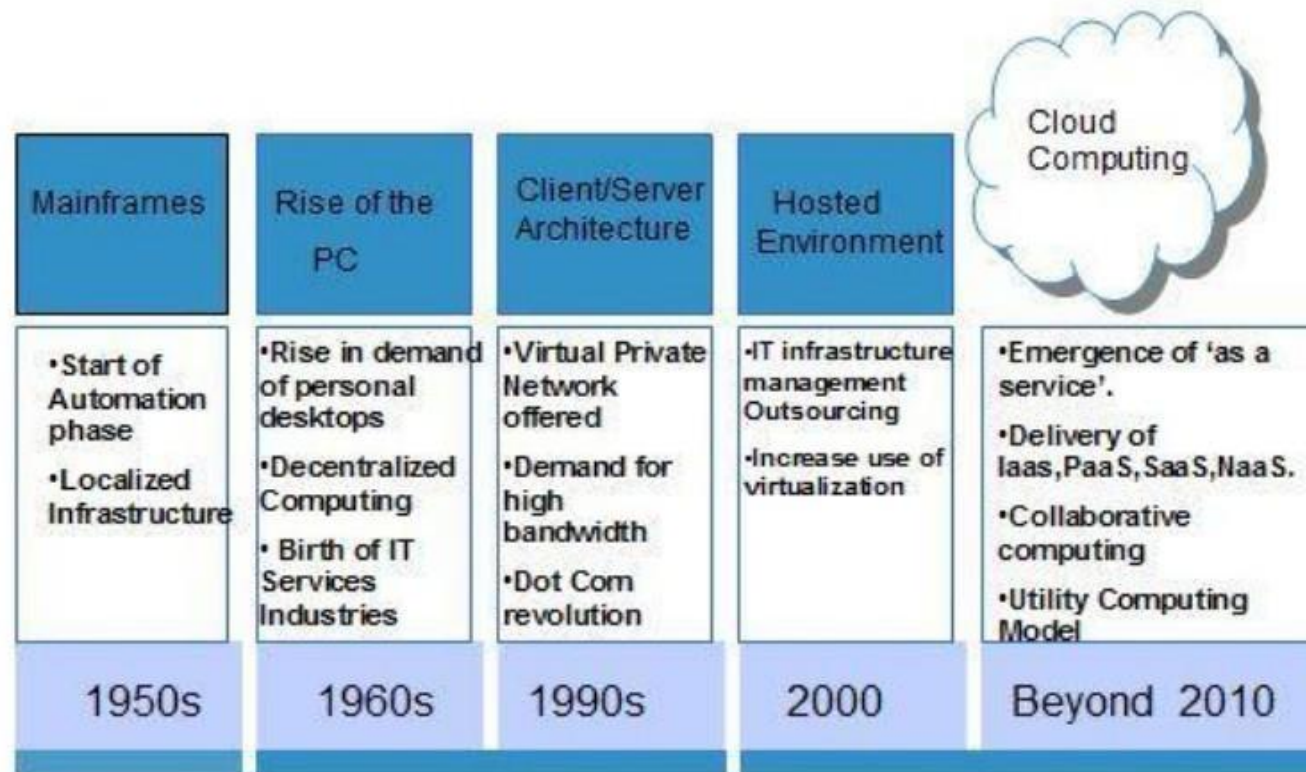 Mainframes
•Start of
Automation
phase
•Localized
Infrastructure
1950s
Rise of the
PC
•Rise in demand
of personal
desktops
•Decentralized
Computing
• Birth of IT
Services
Industries
1960s
Client/Server
Architecture
•Virtual Private
Network
offered
•Demand for
high
bandwidth
•Dot Com
revolution
1990s
Hosted
Environment
•IT infrastructure
management
Outsourcing
•Increase use of
virtualization
2000
Cloud
Computing
•Emergence of ‘as a
service’.
•Delivery of
Iaas,PaaS,SaaS,NaaS.
•Collaborative
computing
•Utility Computing
Model
Beyond 2010